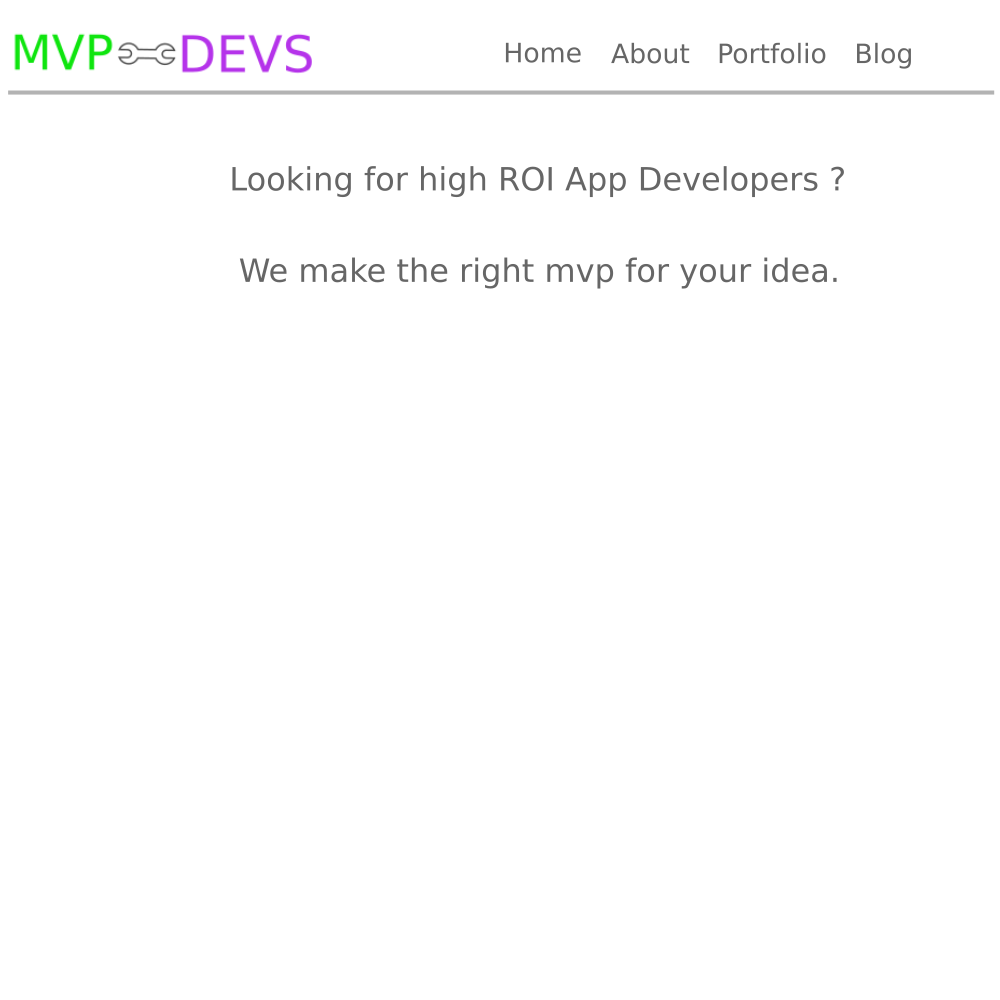 MVP DEVS Home About Portfolio Blog
Looking for high ROI App Developers ?
We make the right mvp for your idea.